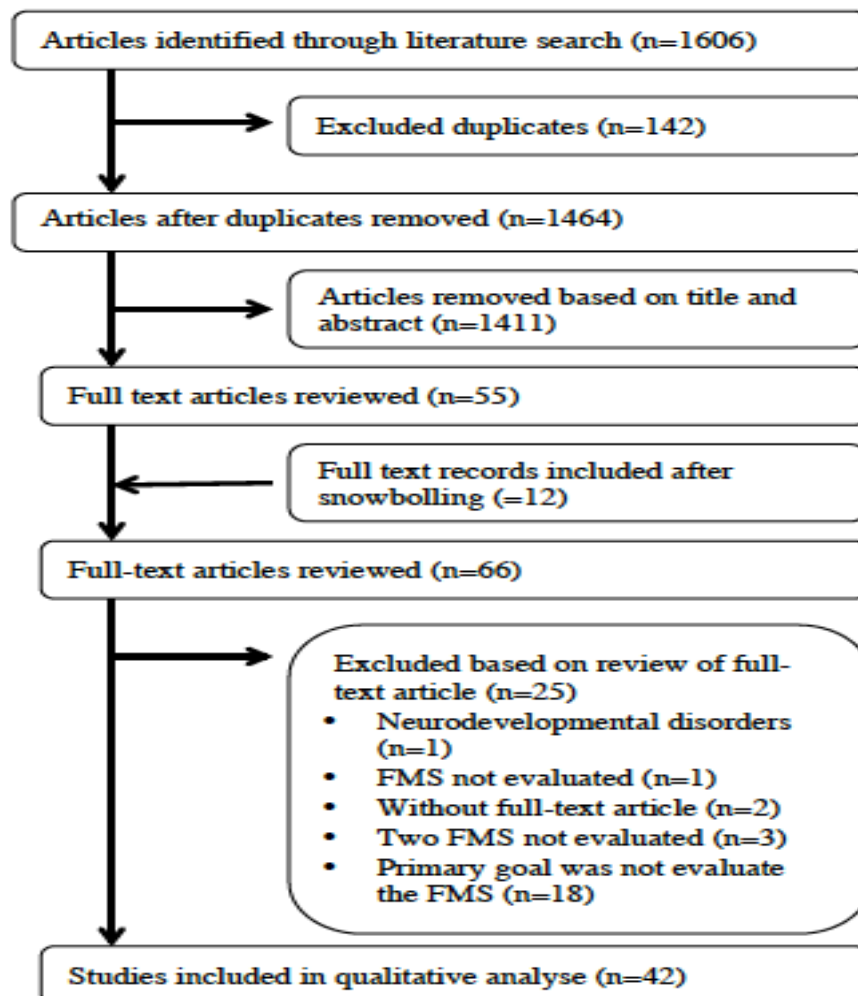 Articles identified through literature search (n=1606)
Excluded duplicates (n=142)
Articles after duplicates removed (n=1464)
Articles removed based on title and
abstract (n=1411)
Full text articles reviewed (n=55)
Full text records included after
snowbolling (=12)
Full-text articles reviewed (n=66)
Excluded based on review of full-
text article (n=25)
• Neurodevelopmental disorders
(n=1)
• FMS not evaluated (n=1)
• Without full-text article (n=2)
• Two FMS not evaluated (n=3)
• Primary goal was not evaluate
the FMS (n=18)
Studies included in qualitative analyse (n=42)